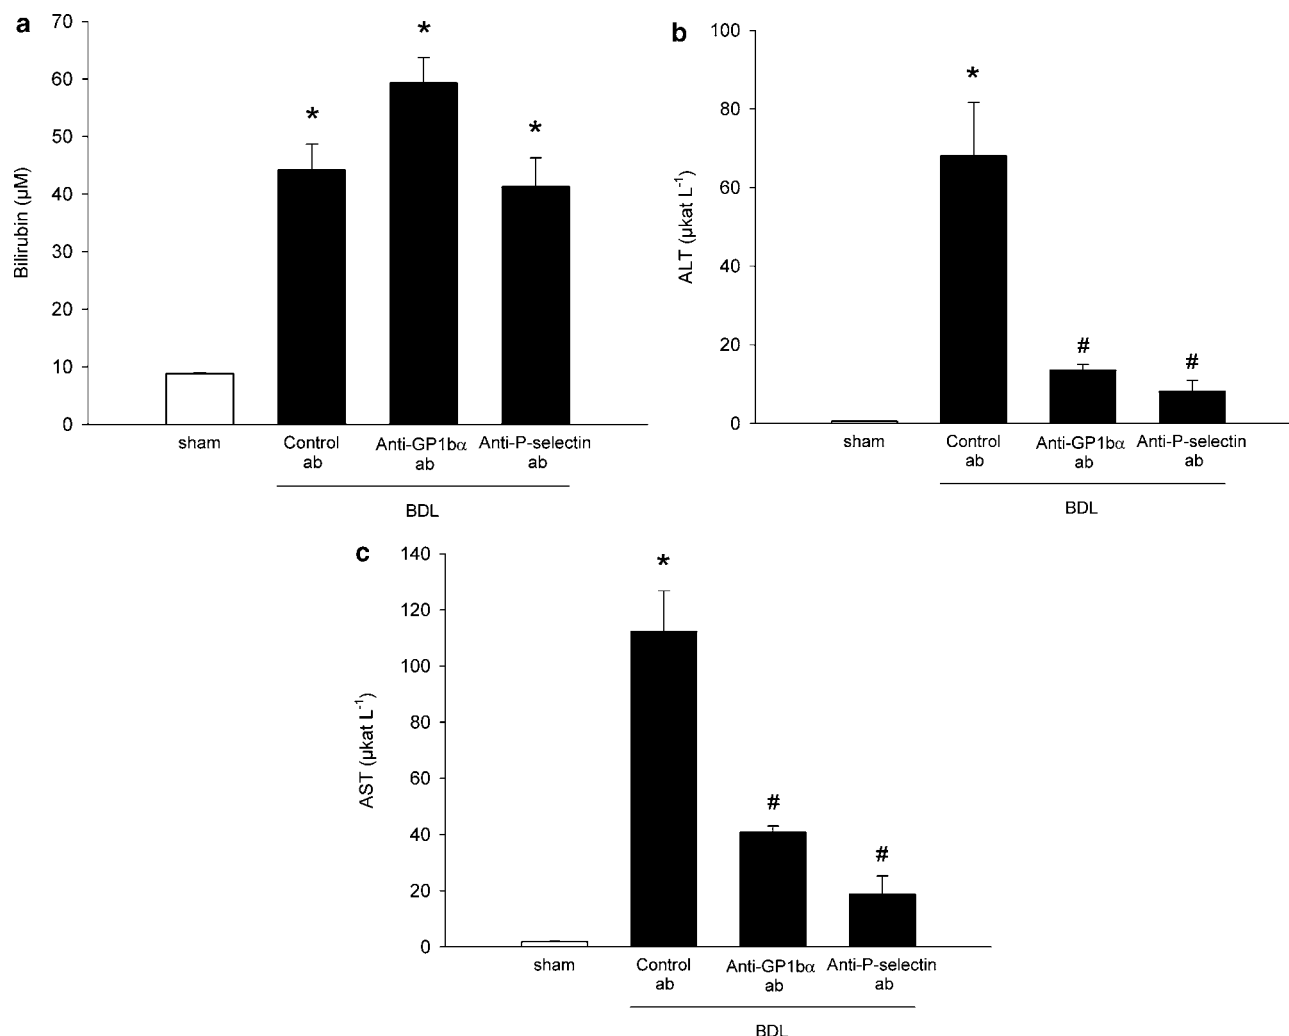 a
70
60
50
40
30
20
10
0
Bilirubin (µM)
*
*
*
sham
Control
ab
Anti-GP1bα
ab
Anti-P-selectin
ab
BDL
b
100
80
60
40
20
0
ALT (µkat L⁻¹)
*
#
#
sham
Control
ab
Anti-GP1bα
ab
Anti-P-selectin
ab
BDL
c
140
120
100
80
60
40
20
0
AST (µkat L⁻¹)
*
#
#
sham
Control
ab
Anti-GP1bα
ab
Anti-P-selectin
ab
BDL